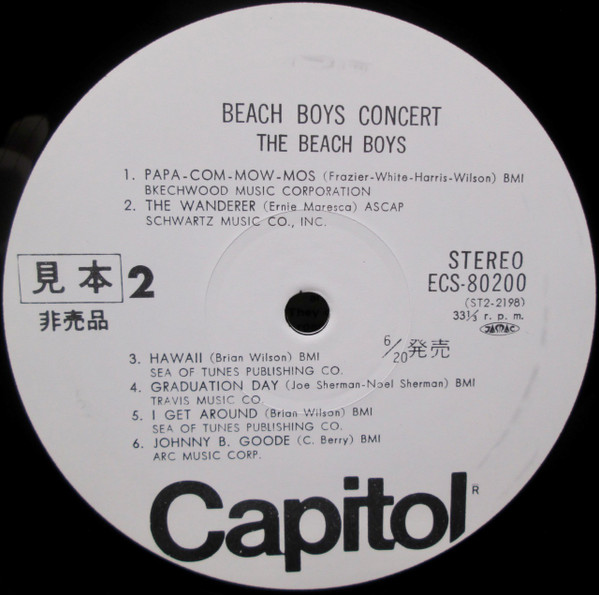 BEACH BOYS CONCERT
THE BEACH BOYS
1. PAPA-COM-MOW-MOS (Frazier-White-Harris-Wilson) BMI
BKECHWOOD MUSIC CORPORATION
2. THE WANDERER (Ernie Maresca) ASCAP
SCHWARTZ MUSIC CO., INC.
見本 2
非売品
STEREO
ECS-80200
(ST2-2198)
33⅓ r. p. m.
JASRAC
6/20 発売
3. HAWAII (Brian Wilson) BMI
SEA OF TUNES PUBLISHING CO.
4. GRADUATION DAY (Joe Sherman-Noel Sherman) BMI
TRAVIS MUSIC CO.
5. I GET AROUND (Brian Wilson) BMI
SEA OF TUNES PUBLISHING CO.
6. JOHNNY B. GOODE (C. Berry) BMI
ARC MUSIC CORP.
Capitol®